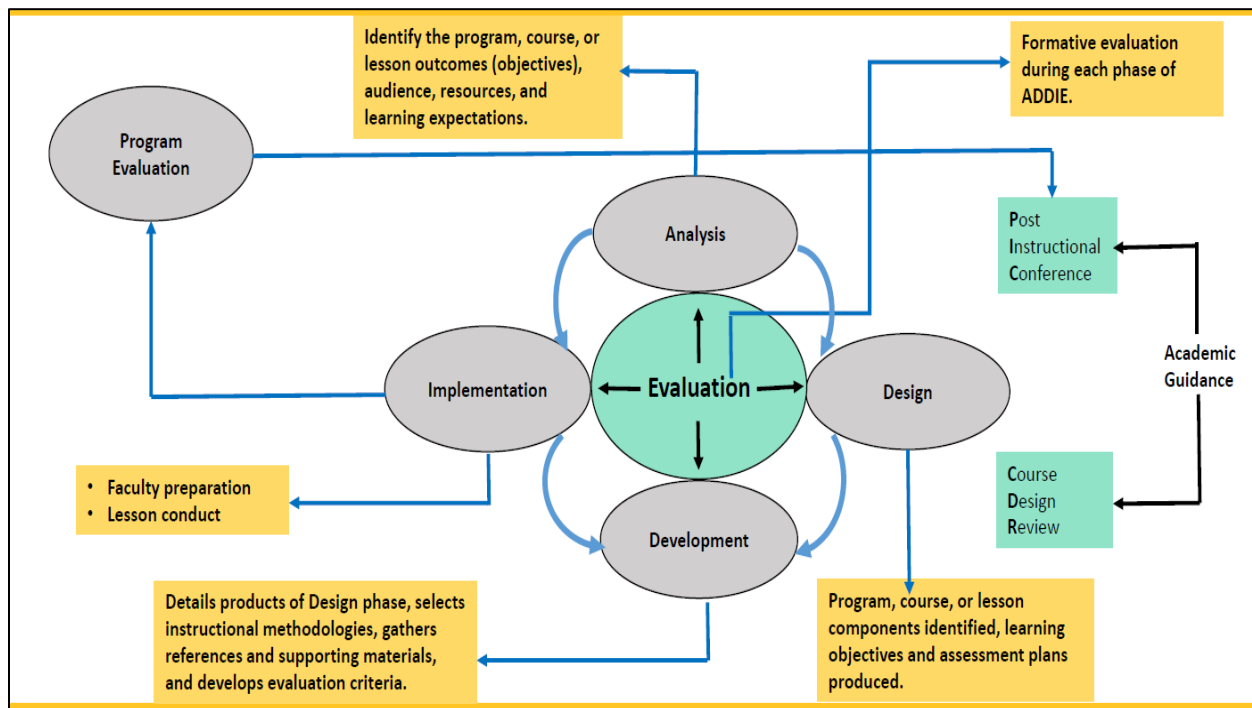 Identify the program, course, or
lesson outcomes (objectives),
audience, resources, and
learning expectations.
Formative evaluation
during each phase of
ADDIE.
Program
Evaluation
Analysis
Post
Instructional
Conference
Academic
Guidance
Implementation
Evaluation
Design
• Faculty preparation
• Lesson conduct
Course
Design
Review
Development
Details products of Design phase, selects
instructional methodologies, gathers
references and supporting materials,
and develops evaluation criteria.
Program, course, or lesson
components identified, learning
objectives and assessment plans
produced.